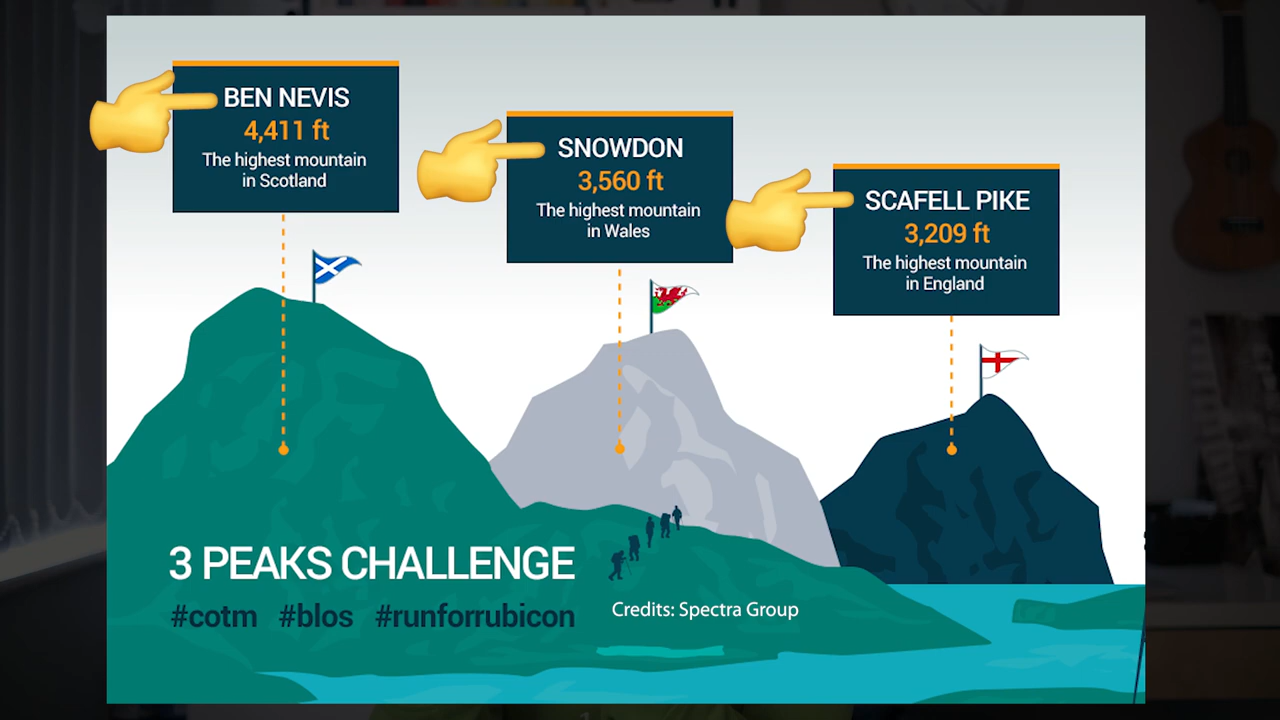 BEN NEVIS
4,411 ft
The highest mountain
in Scotland
SNOWDON
3,560 ft
The highest mountain
in Wales
SCAFELL PIKE
3,209 ft
The highest mountain
in England
3 PEAKS CHALLENGE
#cotm #blos #runforrubicon
Credits: Spectra Group